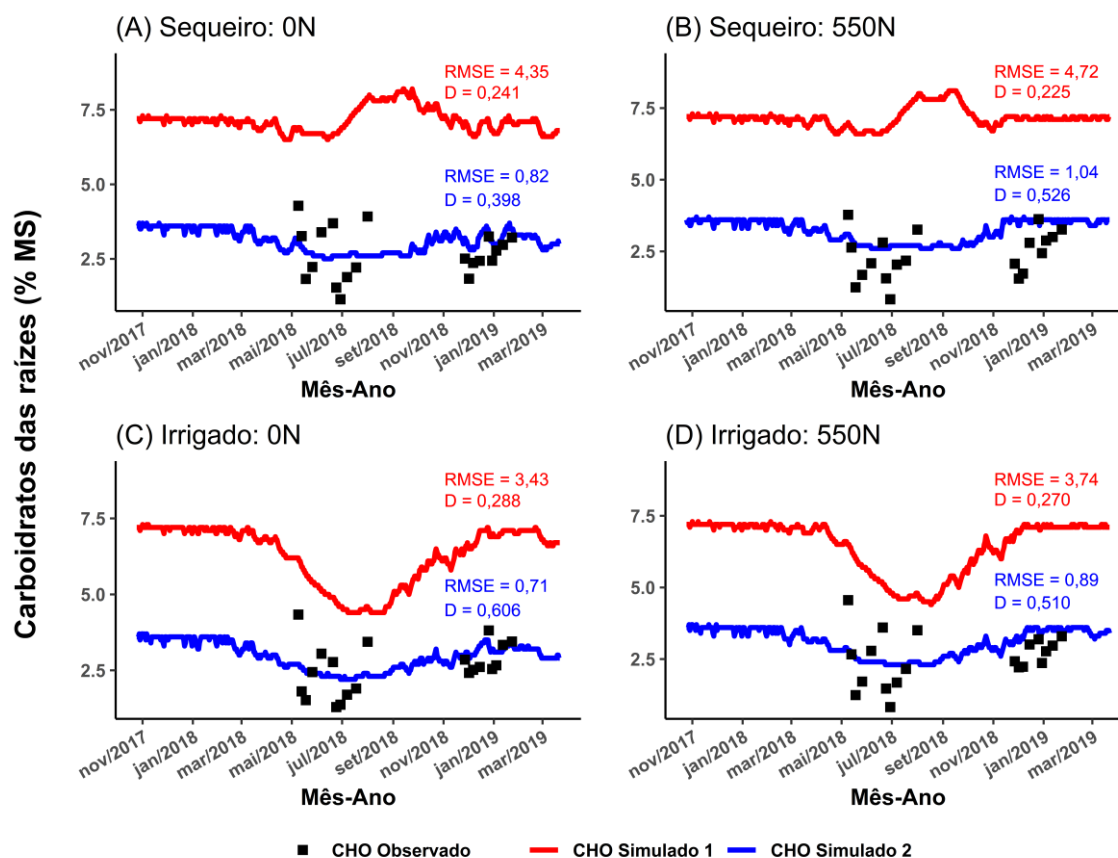 Carboidratos das raízes (% MS)
(A) Sequeiro: 0N
RMSE = 4,35
D = 0,241
RMSE = 0,82
D = 0,398
7.5
5.0
2.5
nov/2017 jan/2018 mar/2018 mai/2018 jul/2018 set/2018 nov/2018 jan/2019 mar/2019
Mês-Ano
(B) Sequeiro: 550N
RMSE = 4,72
D = 0,225
RMSE = 1,04
D = 0,526
7.5
5.0
2.5
nov/2017 jan/2018 mar/2018 mai/2018 jul/2018 set/2018 nov/2018 jan/2019 mar/2019
Mês-Ano
(C) Irrigado: 0N
RMSE = 3,43
D = 0,288
RMSE = 0,71
D = 0,606
7.5
5.0
2.5
nov/2017 jan/2018 mar/2018 mai/2018 jul/2018 set/2018 nov/2018 jan/2019 mar/2019
Mês-Ano
(D) Irrigado: 550N
RMSE = 3,74
D = 0,270
RMSE = 0,89
D = 0,510
7.5
5.0
2.5
nov/2017 jan/2018 mar/2018 mai/2018 jul/2018 set/2018 nov/2018 jan/2019 mar/2019
Mês-Ano
CHO Observado CHO Simulado 1 CHO Simulado 2